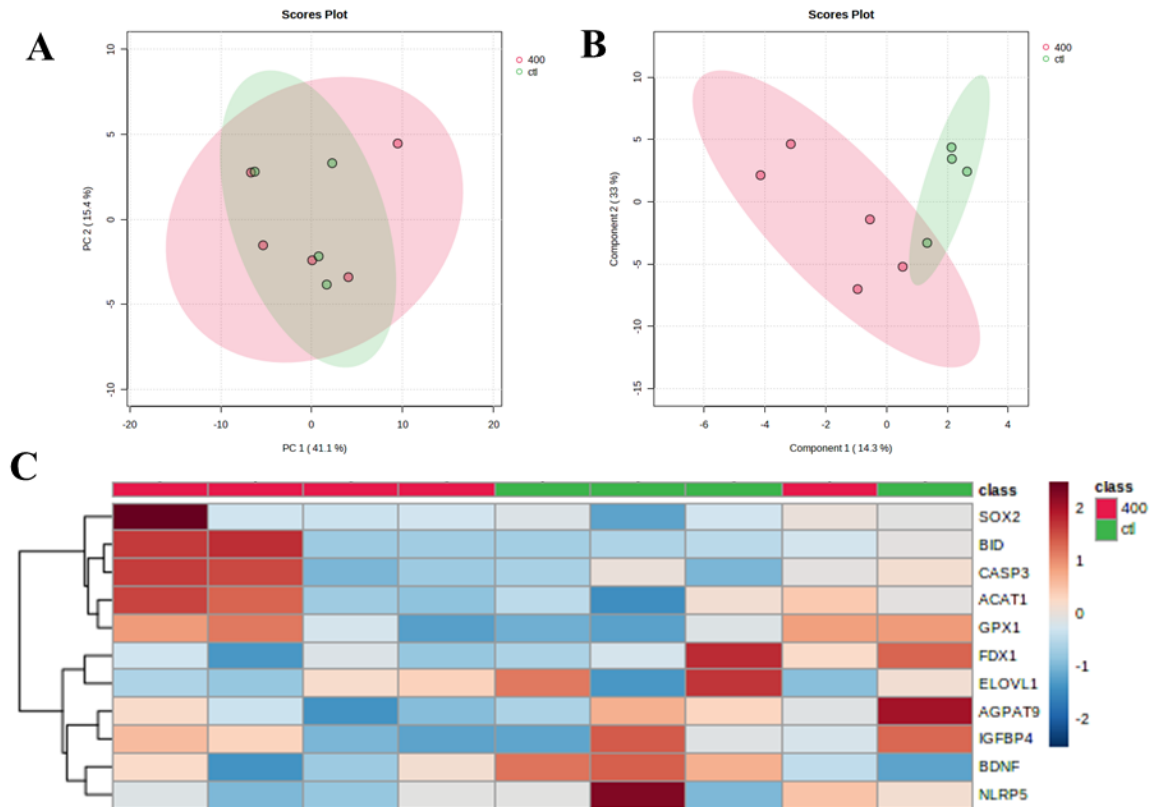 A
Scores Plot
400
ctl
10
5
0
-5
-10
PC 2 ( 15.4 %)
-20
-10
0
10
20
PC 1 ( 41.1 %)
B
Scores Plot
400
ctl
10
5
0
-5
-10
-15
Component 2 ( 33 %)
-6
-4
-2
0
2
4
Component 1 ( 14.3 %)
C
class
SOX2
BID
CASP3
ACAT1
GPX1
FDX1
ELOVL1
AGPAT9
IGFBP4
BDNF
NLRP5
2
1
0
-1
-2
class
400
ctl